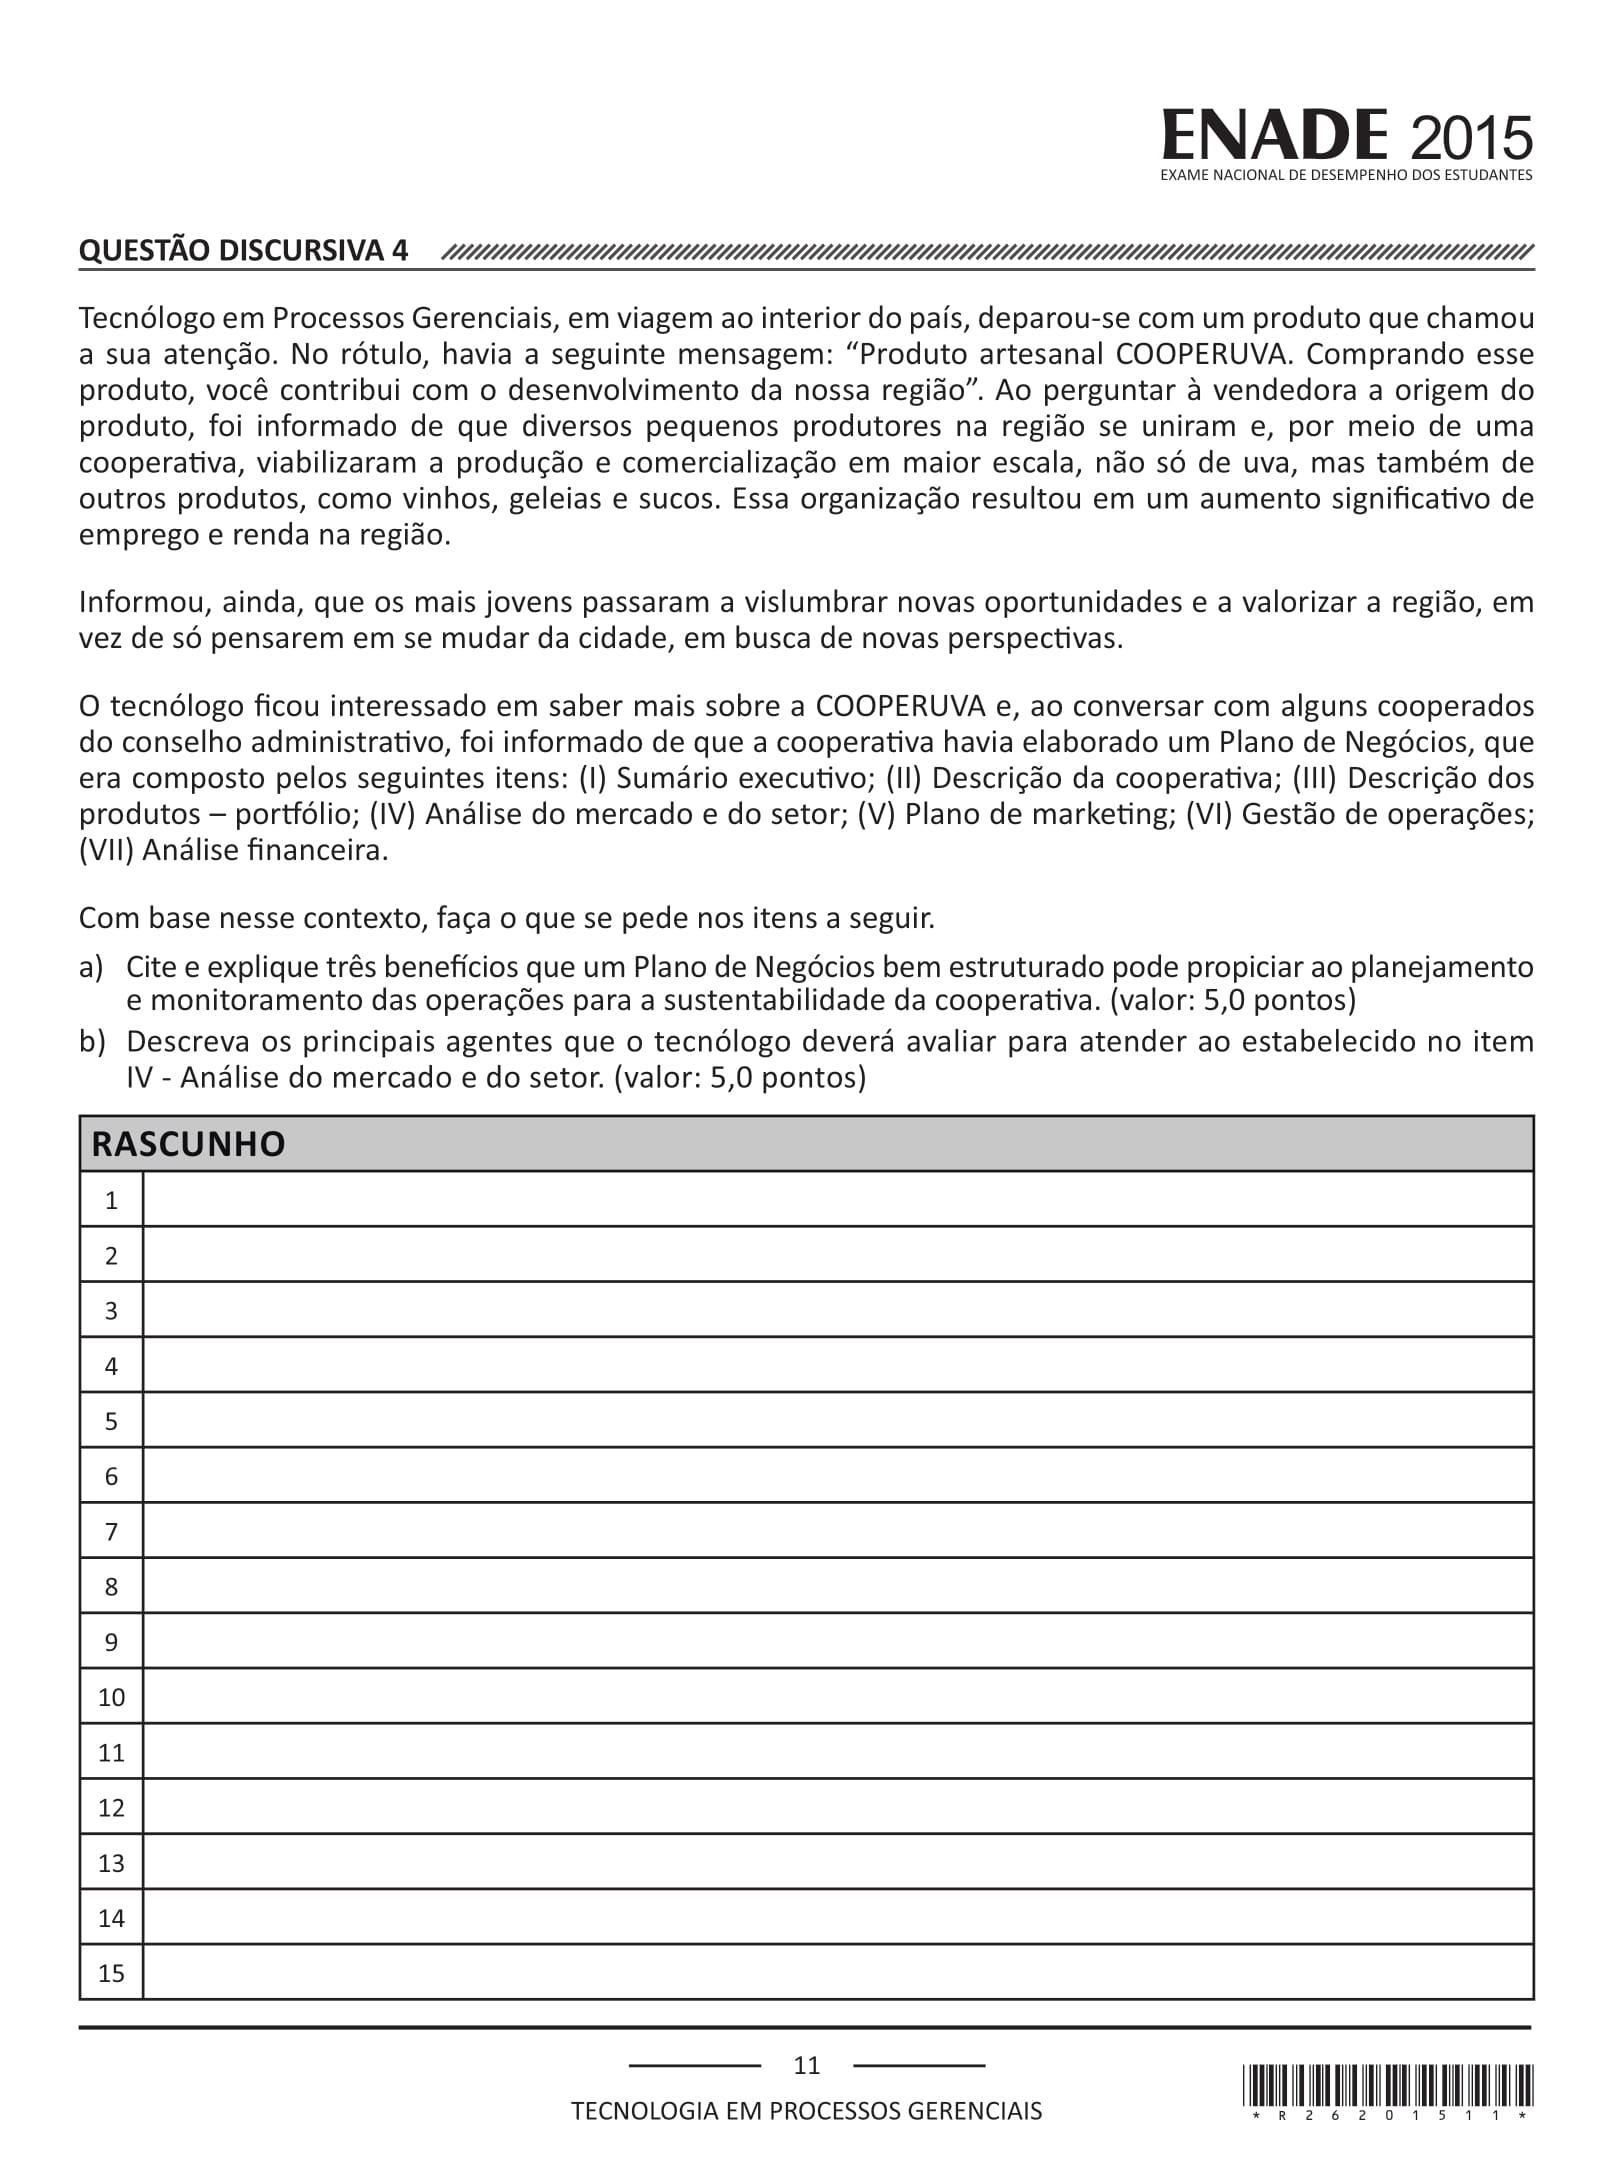 ENADE 2015
EXAME NACIONAL DE DESEMPENHO DOS ESTUDANTES
QUESTÃO DISCURSIVA 4
Tecnólogo em Processos Gerenciais, em viagem ao interior do país, deparou-se com um produto que chamou
a sua atenção. No rótulo, havia a seguinte mensagem: “Produto artesanal COOPERUVA. Comprando esse
produto, você contribui com o desenvolvimento da nossa região”. Ao perguntar à vendedora a origem do
produto, foi informado de que diversos pequenos produtores na região se uniram e, por meio de uma
cooperativa, viabilizaram a produção e comercialização em maior escala, não só de uva, mas também de
outros produtos, como vinhos, geleias e sucos. Essa organização resultou em um aumento significativo de
emprego e renda na região.
Informou, ainda, que os mais jovens passaram a vislumbrar novas oportunidades e a valorizar a região, em
vez de só pensarem em se mudar da cidade, em busca de novas perspectivas.
O tecnólogo ficou interessado em saber mais sobre a COOPERUVA e, ao conversar com alguns cooperados
do conselho administrativo, foi informado de que a cooperativa havia elaborado um Plano de Negócios, que
era composto pelos seguintes itens: (I) Sumário executivo; (II) Descrição da cooperativa; (III) Descrição dos
produtos – portfólio; (IV) Análise do mercado e do setor; (V) Plano de marketing; (VI) Gestão de operações;
(VII) Análise financeira.
Com base nesse contexto, faça o que se pede nos itens a seguir.
a) Cite e explique três benefícios que um Plano de Negócios bem estruturado pode propiciar ao planejamento
e monitoramento das operações para a sustentabilidade da cooperativa. (valor: 5,0 pontos)
b) Descreva os principais agentes que o tecnólogo deverá avaliar para atender ao estabelecido no item
IV - Análise do mercado e do setor. (valor: 5,0 pontos)
RASCUNHO
1
2
3
4
5
6
7
8
9
10
11
12
13
14
15
11
TECNOLOGIA EM PROCESSOS GERENCIAIS
* R 2 6 2 0 1 5 1 1 *